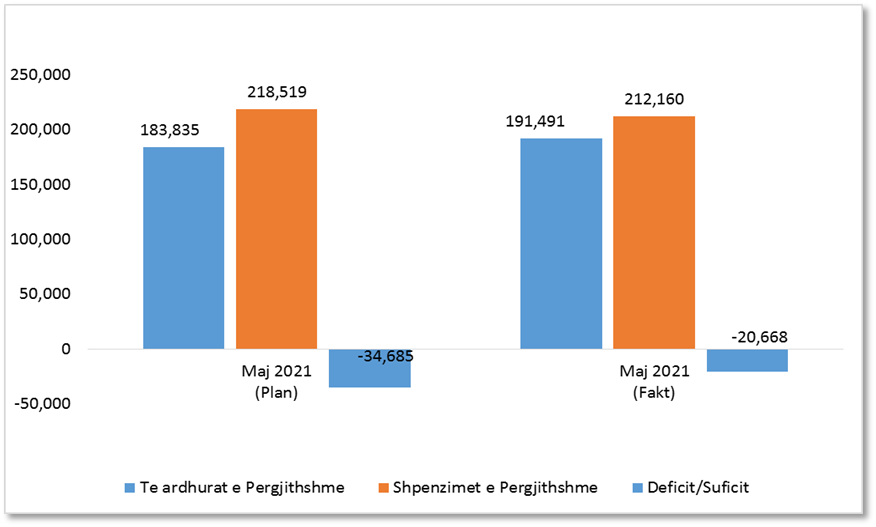 250,000
200,000
150,000
100,000
50,000
0
-50,000
183,835
218,519
-34,685
191,491
212,160
-20,668
Maj 2021
(Plan)
Maj 2021
(Fakt)
Te ardhurat e Pergjithshme
Shpenzimet e Pergjithshme
Deficit/Suficit